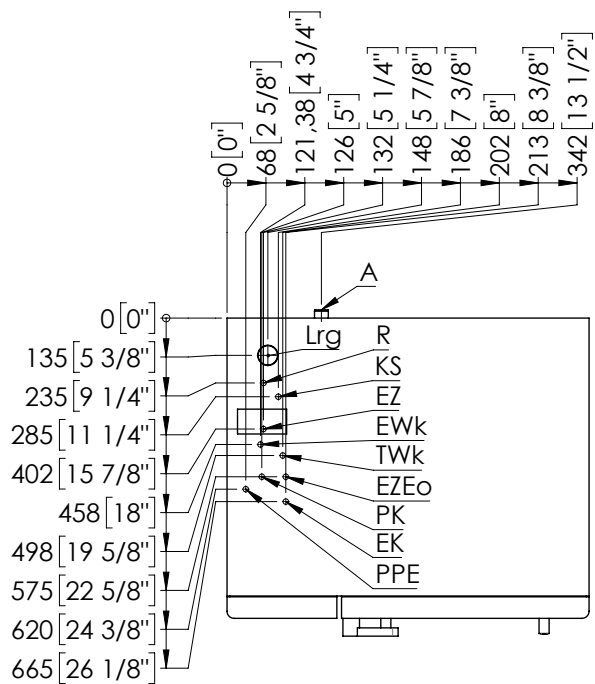 0 [0"]
68 [2 5/8"]
121,38 [4 3/4"]
126 [5"]
132 [5 1/4"]
148 [5 7/8"]
186 [7 3/8"]
202 [8"]
213 [8 3/8"]
342 [13 1/2"]
A
0 [0"]
Lrg
R
135 [5 3/8"]
KS
235 [9 1/4"]
EZ
285 [11 1/4"]
EWk
402 [15 7/8"]
TWk
458 [18"]
EZEo
498 [19 5/8"]
PK
575 [22 5/8"]
EK
620 [24 3/8"]
PPE
665 [26 1/8"]